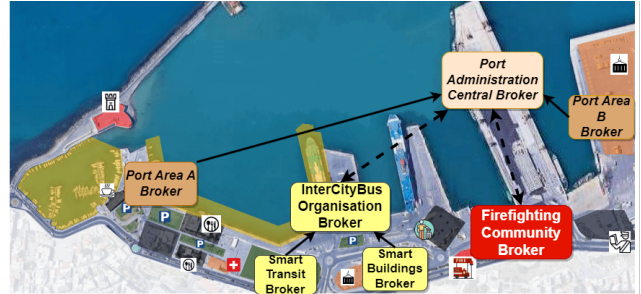 Port
Administration
Central Broker
Port Area
B
Broker
Port Area A
Broker
P
P
P
P
P
InterCityBus
Organisation
Broker
Firefighting
Community
Broker
Smart
Transit
Broker
Smart
Buildings
Broker
FIRE